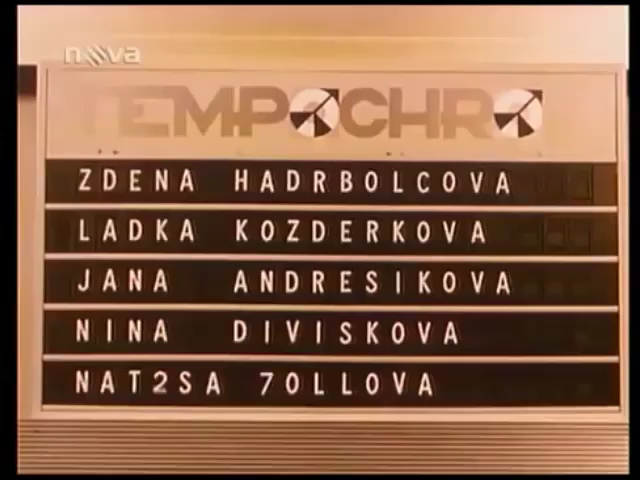 nova
TEMPOCHRO
ZDENA HADRBOLCOVA
LADKA KOZDERKOVA
JANA ANDRESIKOVA
NINA DIVISKOVA
NAT2SA 7OLLOVA